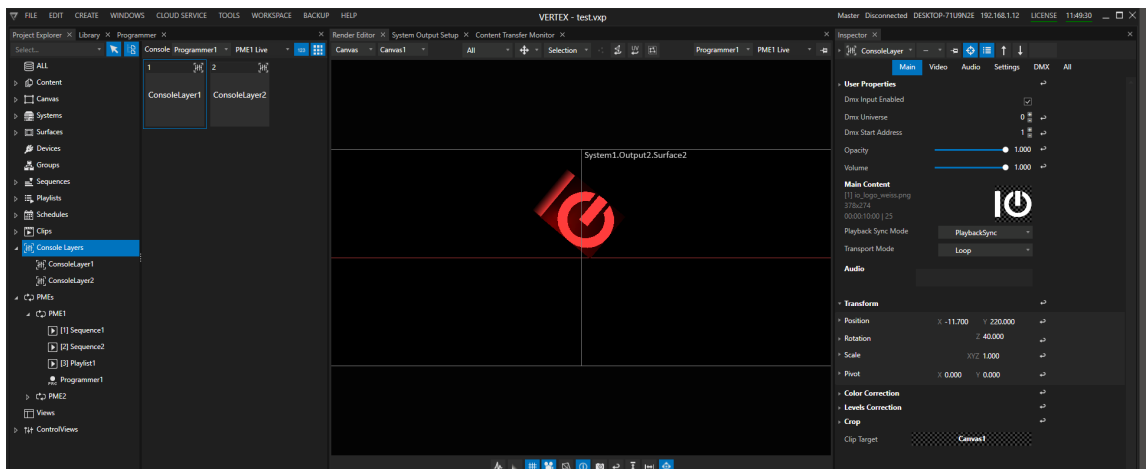 FILE EDIT CREATE WINDOWS CLOUD SERVICE TOOLS WORKSPACE BACKUP HELP VERTEX - test.vxp Master Disconnected DESKTOP-71U9N2E 192.168.1.12 LICENSE 11:49:30
Project Explorer × Library × Programmer ×
Select...
Console Programmer1 PME1 Live
ALL
Content
Canvas
Systems
Surfaces
Devices
Groups
Sequences
Playlists
Schedules
Clips
Console Layers
ConsoleLayer1
ConsoleLayer2
PMEs
PME1
[1] Sequence1
[2] Sequence2
[3] Playlist1
PRG Programmer1
PME2
Views
ControlViews
1 2
ConsoleLayer1 ConsoleLayer2
Render Editor × System Output Setup × Content Transfer Monitor ×
Canvas Canvas1 All Selection UV Programmer1 PME1 Live
System1.Output2.Surface2
Inspector ×
ConsoleLayer
Main Video Audio Settings DMX All
User Properties
Dmx Input Enabled
Dmx Universe 0
Dmx Start Address 1
Opacity 1.000
Volume 1.000
Main Content
[1] io_logo_weiss.png
378x274
00:00:10:00 | 25
Playback Sync Mode PlaybackSync
Transport Mode Loop
Audio
Transform
Position X -11.700 Y 220.000
Rotation Z 40.000
Scale XYZ 1.000
Pivot X 0.000 Y 0.000
Color Correction
Levels Correction
Crop
Clip Target Canvas1